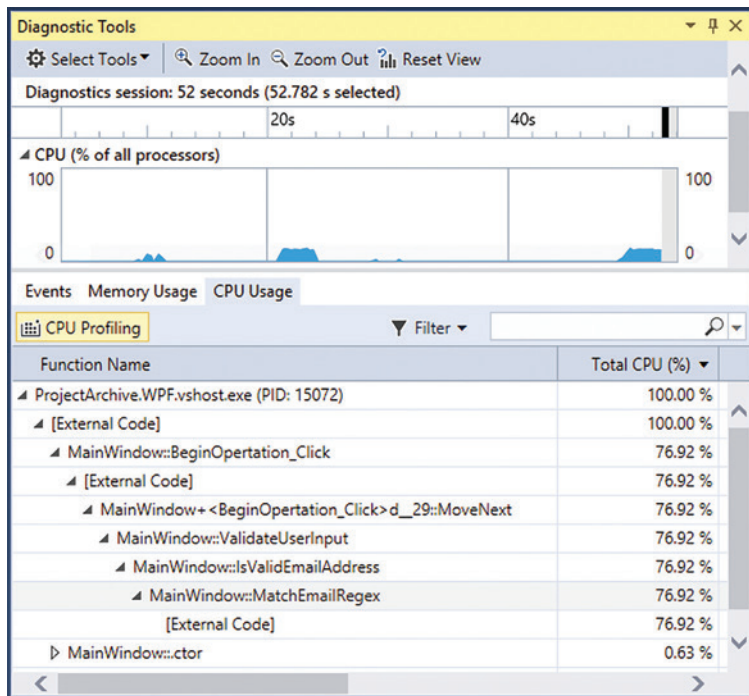 Diagnostic Tools
Select Tools Zoom In Zoom Out Reset View
Diagnostics session: 52 seconds (52.782 s selected)
20s 40s
CPU (% of all processors)
100 100
0 0
Events Memory Usage CPU Usage
CPU Profiling Filter
Function Name Total CPU (%)
ProjectArchive.WPF.vshost.exe (PID: 15072) 100.00 %
[External Code] 100.00 %
MainWindow::BeginOpertation_Click 76.92 %
[External Code] 76.92 %
MainWindow+<BeginOpertation_Click>d__29::MoveNext 76.92 %
MainWindow::ValidateUserInput 76.92 %
MainWindow::IsValidEmailAddress 76.92 %
MainWindow::MatchEmailRegex 76.92 %
[External Code] 76.92 %
MainWindow::.ctor 0.63 %